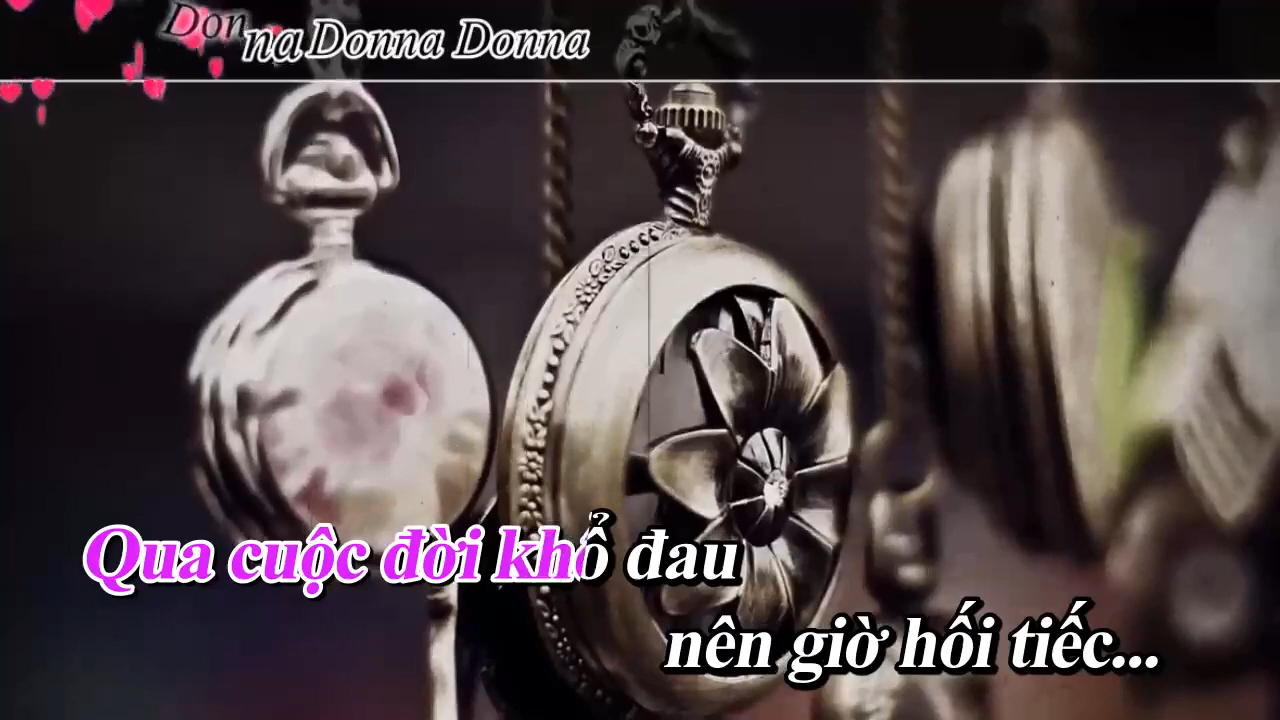 Donna Donna Donna
Qua cuộc đời khổ đau
nên giờ hối tiếc...